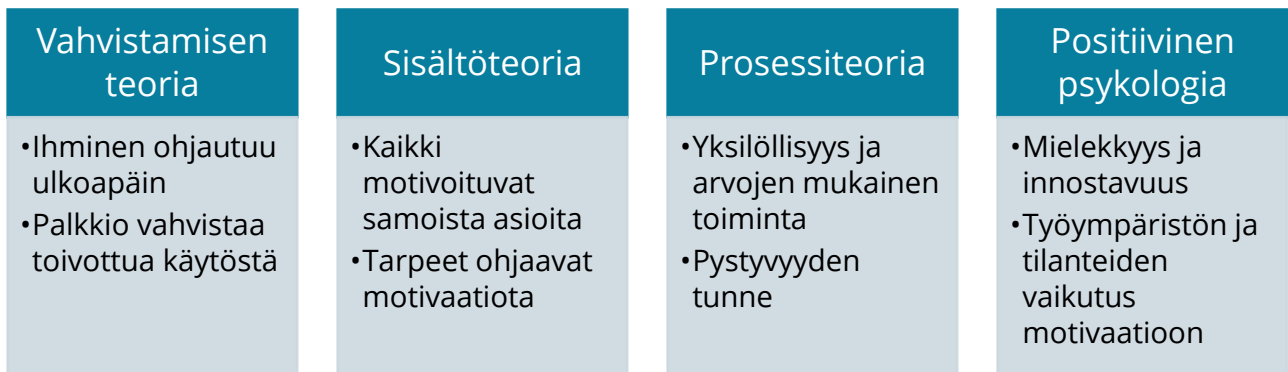 Vahvistamisen
teoria
•Ihminen ohjautuu
ulkoapäin
•Palkkio vahvistaa
toivottua käytöstä
Sisältöteoria
•Kaikki
motivoituvat
samoista asioita
•Tarpeet ohjaavat
motivaatiota
Prosessiteoria
•Yksilöllisyys ja
arvojen mukainen
toiminta
•Pystyvyyden
tunne
Positiivinen
psykologia
•Mielekkyys ja
innostavuus
•Työympäristön ja
tilanteiden
vaikutus
motivaatioon